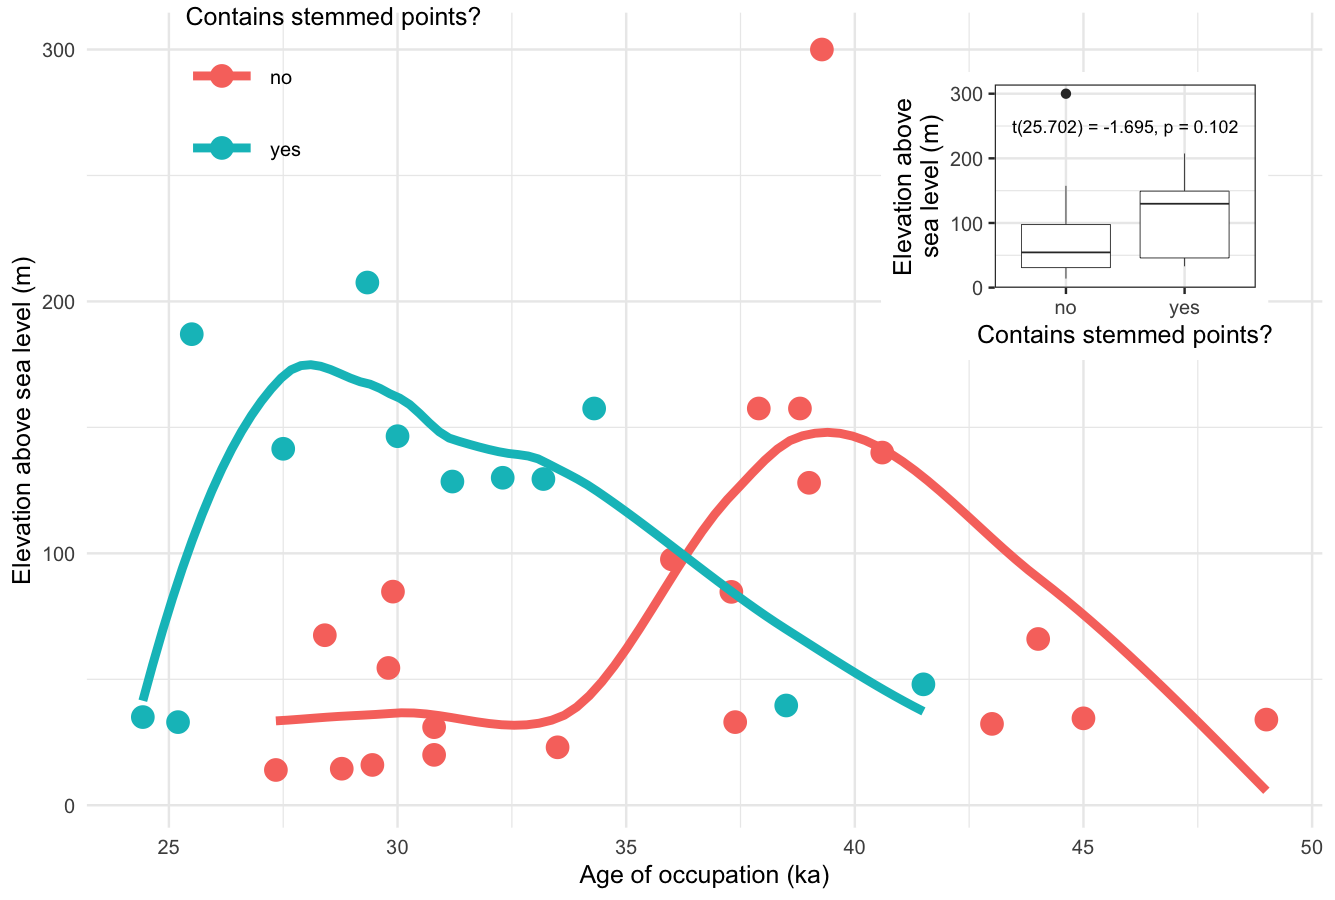 Contains stemmed points?
no
yes
300
200
100
0
Elevation above sea level (m)
25
30
35
40
45
50
Age of occupation (ka)
Elevation above
sea level (m)
300
200
100
0
t(25.702) = -1.695, p = 0.102
no
yes
Contains stemmed points?